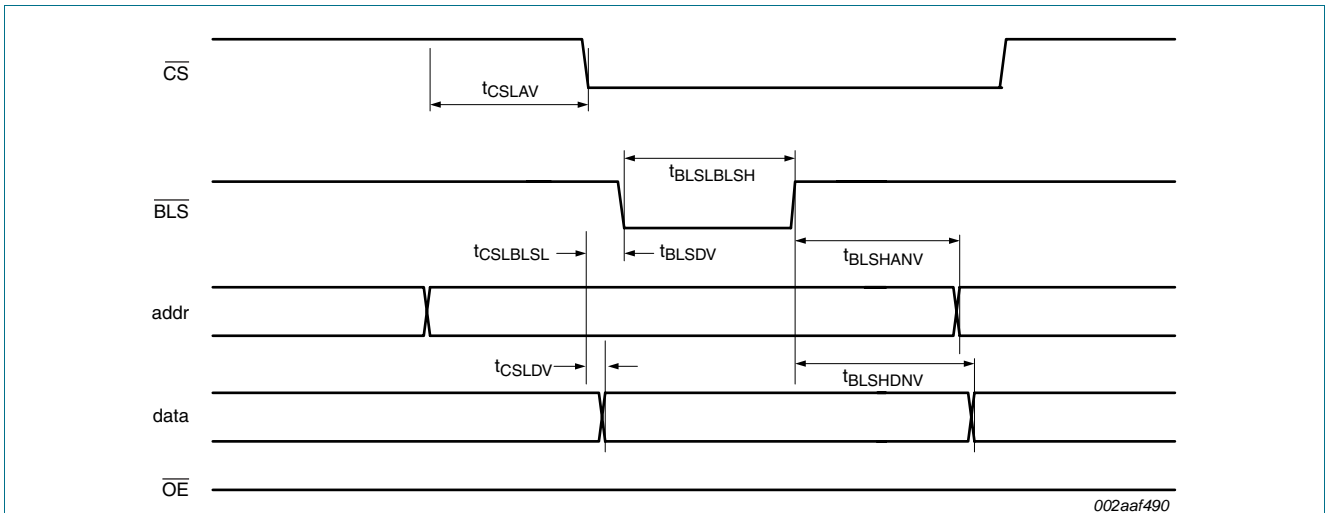 CS
tCSLAV
tBLSLBLSH
BLS
tCSLBLSL
tBLSDV
tBLSHANV
addr
tCSLDV
tBLSHDNV
data
OE
002aaf490